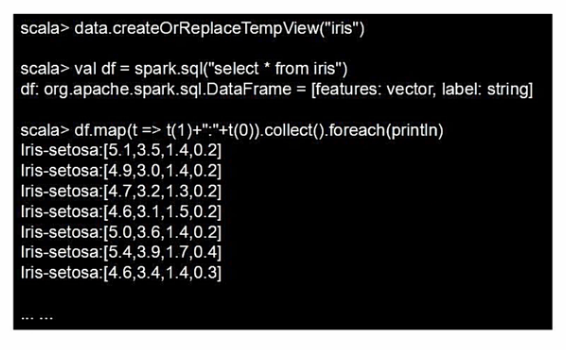 scala> data.createOrReplaceTempView("iris")
scala> val df = spark.sql("select * from iris")
df: org.apache.spark.sql.DataFrame = [features: vector, label: string]
scala> df.map(t => t(1)+":"+t(0)).collect().foreach(println)
Iris-setosa:[5.1,3.5,1.4,0.2]
Iris-setosa:[4.9,3.0,1.4,0.2]
Iris-setosa:[4.7,3.2,1.3,0.2]
Iris-setosa:[4.6,3.1,1.5,0.2]
Iris-setosa:[5.0,3.6,1.4,0.2]
Iris-setosa:[5.4,3.9,1.7,0.4]
Iris-setosa:[4.6,3.4,1.4,0.3]
... ...